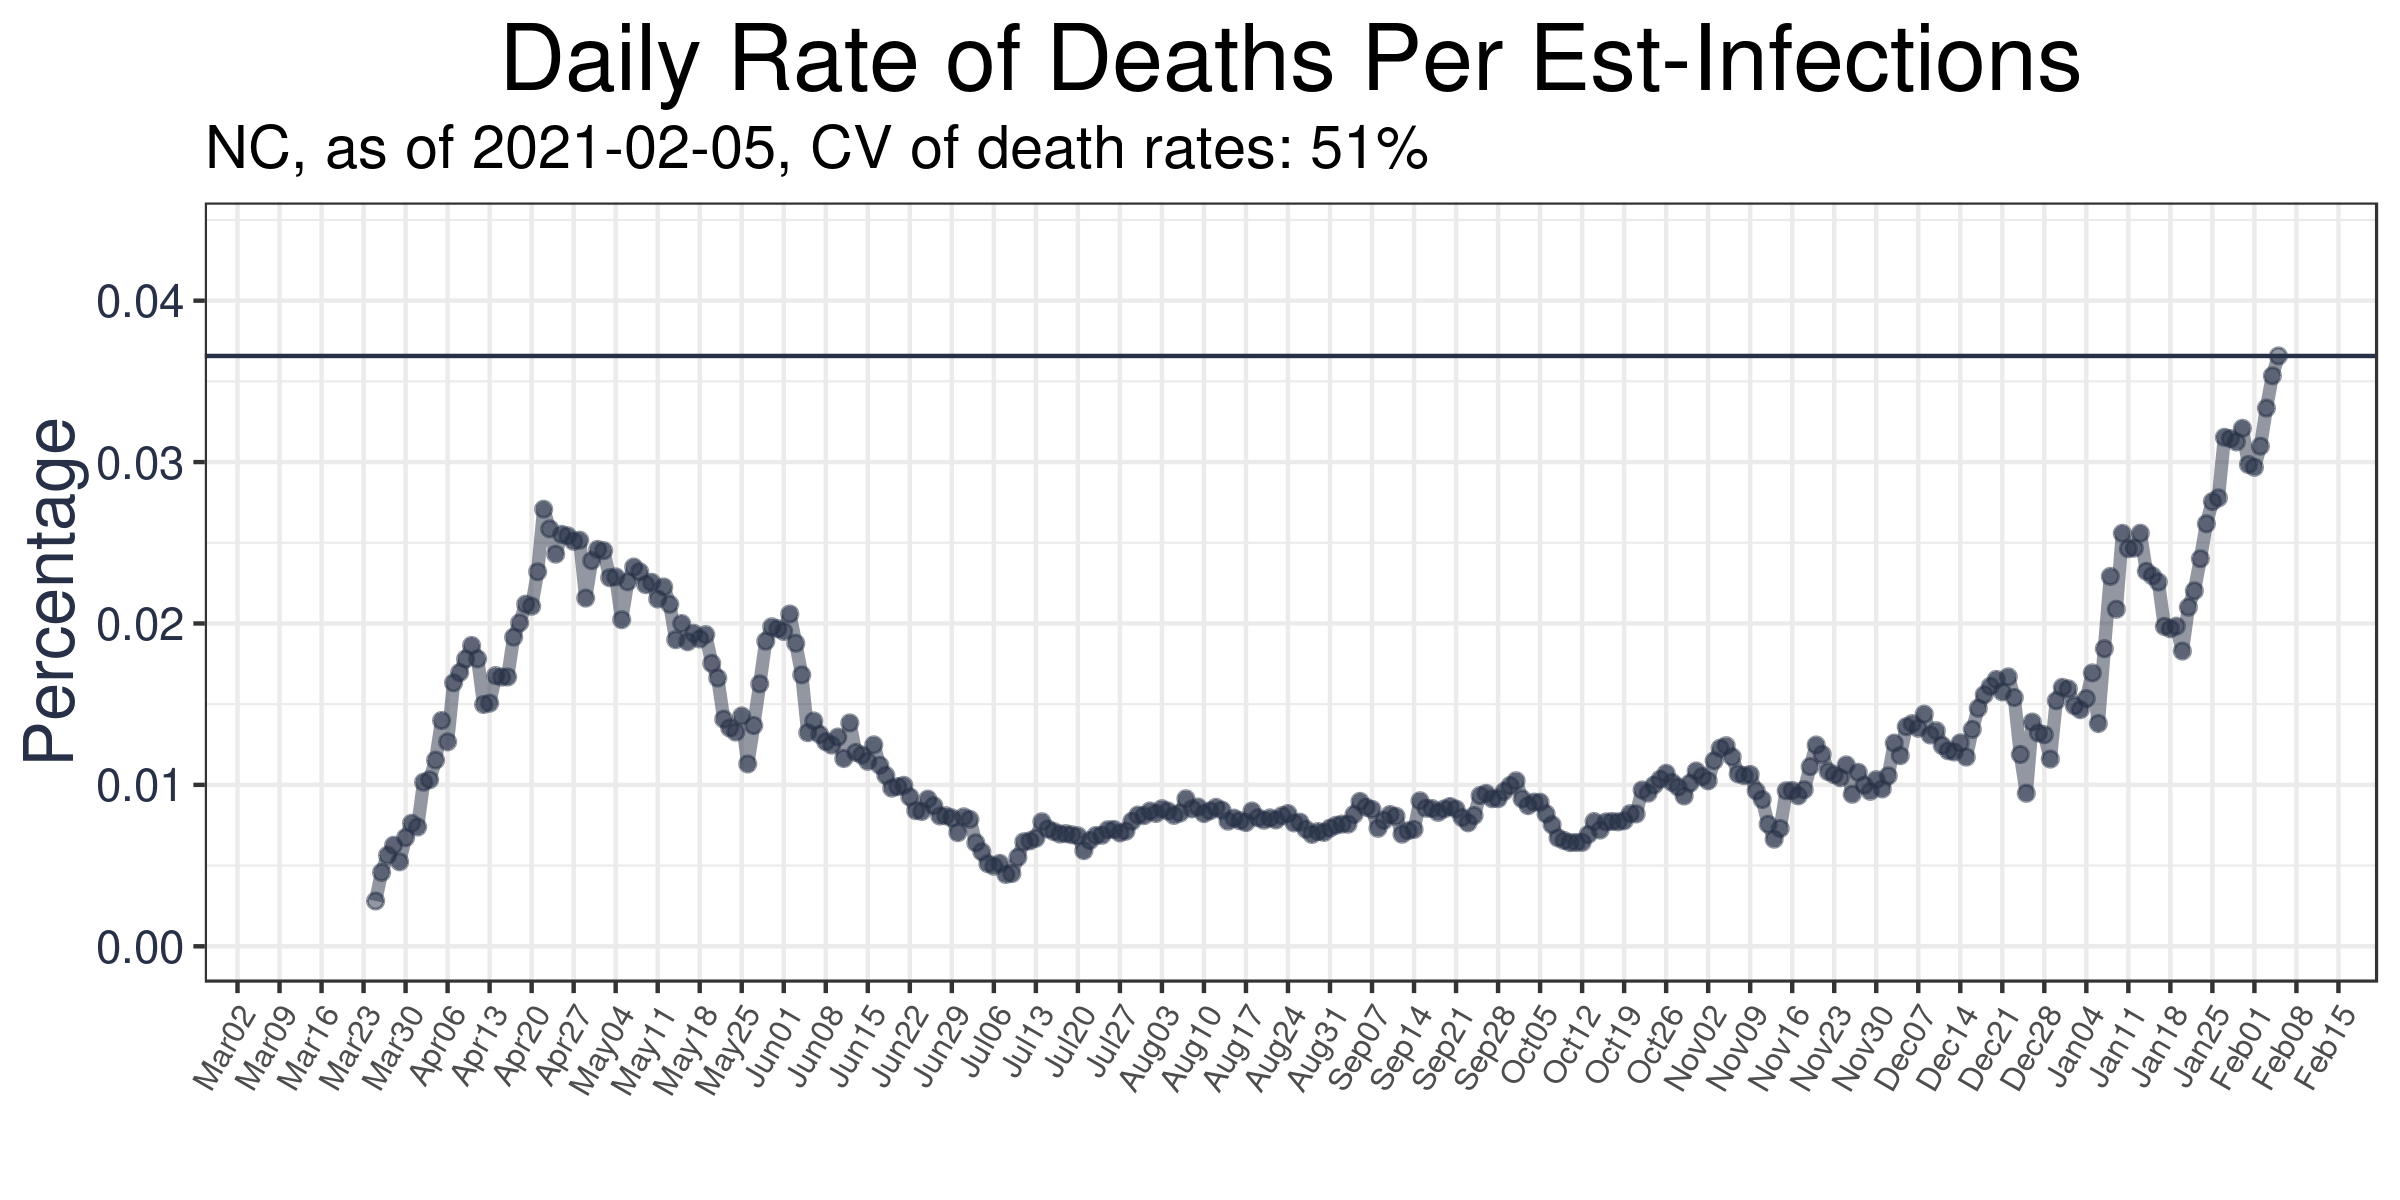 Daily Rate of Deaths Per Est-Infections
NC, as of 2021-02-05, CV of death rates: 51%
Percentage
0.04
0.03
0.02
0.01
0.00
Mar02
Mar09
Mar16
Mar23
Mar30
Apr06
Apr13
Apr20
Apr27
May04
May11
May18
May25
Jun01
Jun08
Jun15
Jun22
Jun29
Jul06
Jul13
Jul20
Jul27
Aug03
Aug10
Aug17
Aug24
Aug31
Sep07
Sep14
Sep21
Sep28
Oct05
Oct12
Oct19
Oct26
Nov02
Nov09
Nov16
Nov23
Nov30
Dec07
Dec14
Dec21
Dec28
Jan04
Jan11
Jan18
Jan25
Feb01
Feb08
Feb15